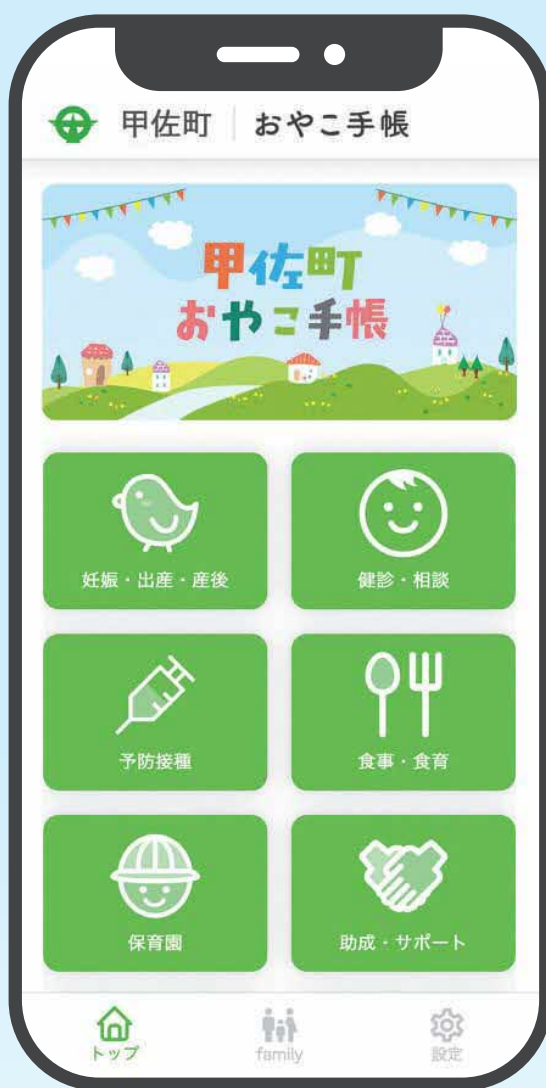 甲佐町 おやこ手帳
甲佐町
おやこ手帳
妊娠・出産・産後
健診・相談
予防接種
食事・食育
保育園
助成・サポート
トップ
family
設定